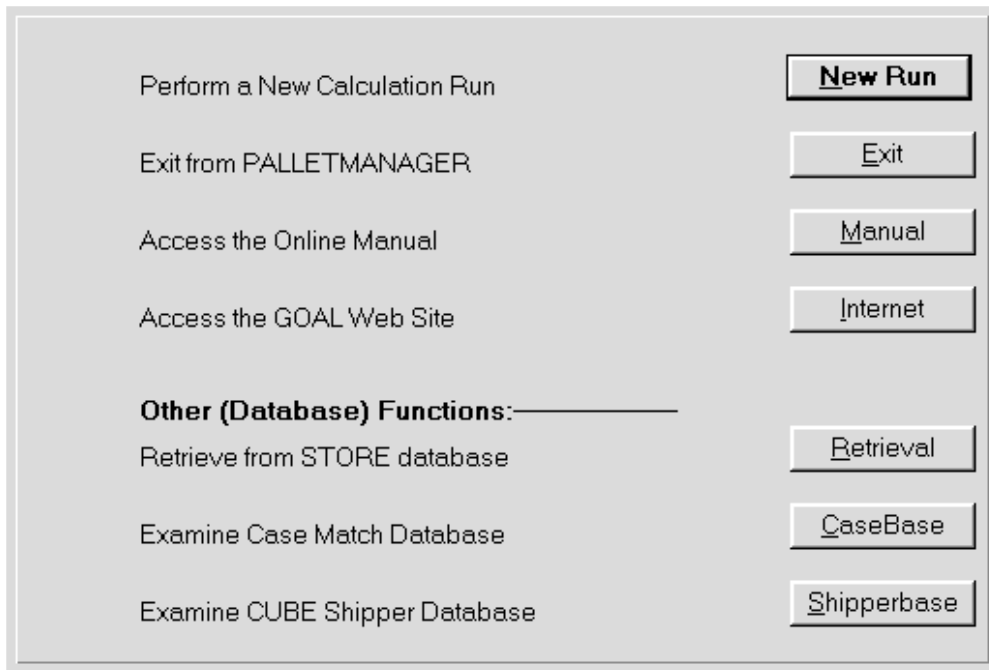 Perform a New Calculation Run New Run
Exit from PALLETMANAGER Exit
Access the Online Manual Manual
Access the GOAL Web Site Internet
Other (Database) Functions:
Retrieve from STORE database Retrieval
Examine Case Match Database CaseBase
Examine CUBE Shipper Database Shipperbase